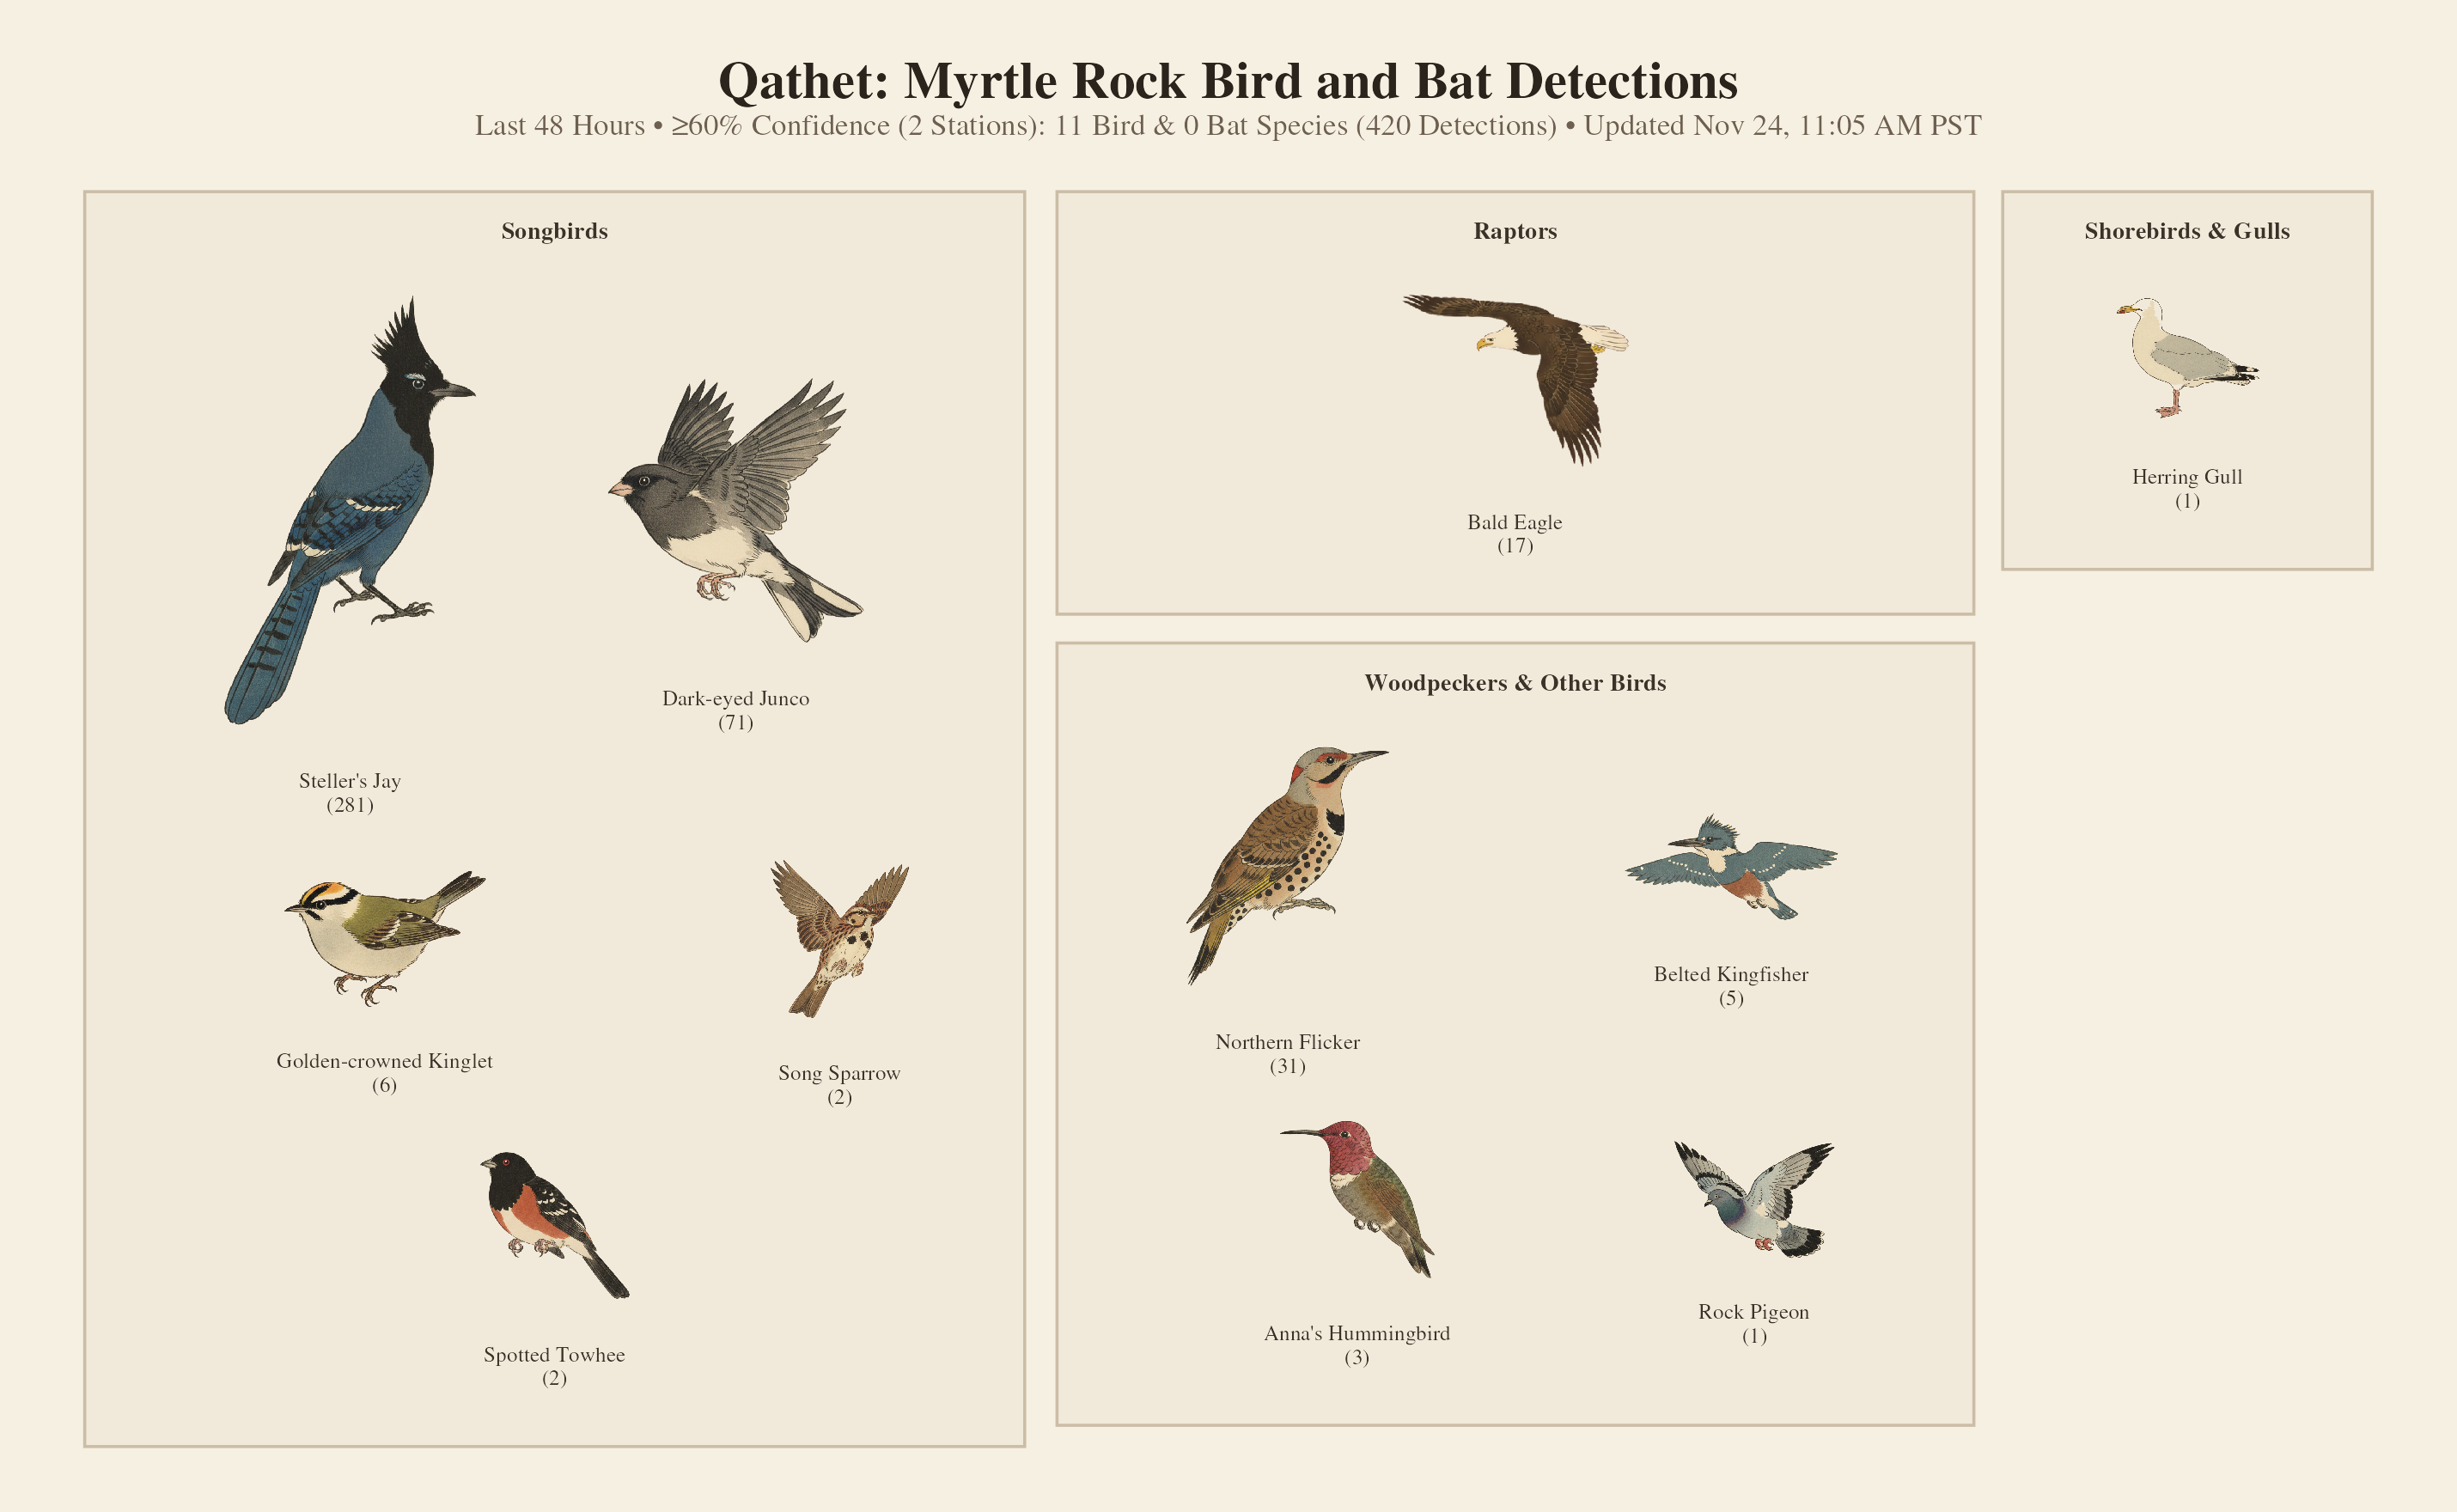 Qathet: Myrtle Rock Bird and Bat Detections
Last 48 Hours • ≥60% Confidence (2 Stations): 11 Bird & 0 Bat Species (420 Detections) • Updated Nov 24, 11:05 AM PST
Songbirds
Steller's Jay
(281)
Dark-eyed Junco
(71)
Golden-crowned Kinglet
(6)
Song Sparrow
(2)
Spotted Towhee
(2)
Raptors
Bald Eagle
(17)
Woodpeckers & Other Birds
Northern Flicker
(31)
Belted Kingfisher
(5)
Anna's Hummingbird
(3)
Rock Pigeon
(1)
Shorebirds & Gulls
Herring Gull
(1)